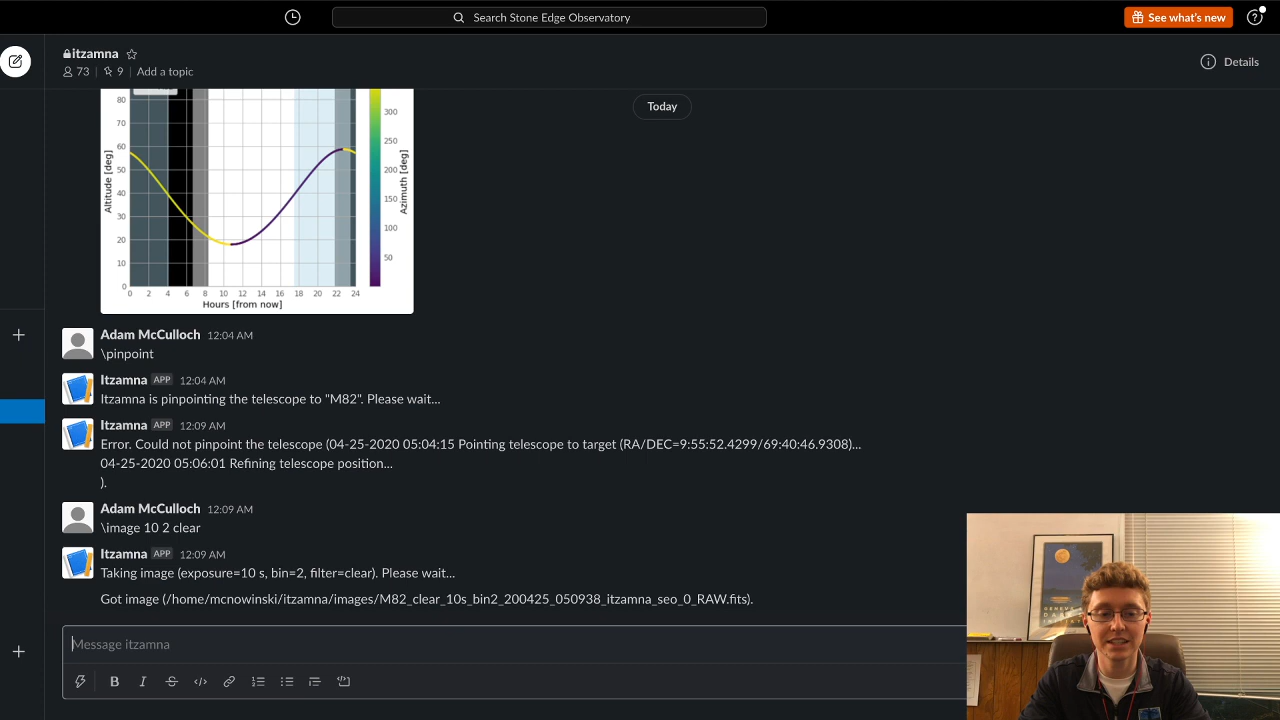 Search Stone Edge Observatory
See what's new
itzamna
73 | 9 | Add a topic
Details
Today
80
70
60
50
40
30
20
10
0
Altitude [deg]
0 2 4 6 8 10 12 14 16 18 20 22 24
Hours [from now]
300
250
200
150
100
50
Azimuth [deg]
Adam McCulloch 12:04 AM
\pinpoint
Itzamna APP 12:04 AM
Itzamna is pinpointing the telescope to "M82". Please wait...
Itzamna APP 12:09 AM
Error. Could not pinpoint the telescope (04-25-2020 05:04:15 Pointing telescope to target (RA/DEC=9:55:52.4299/69:40:46.9308)...
04-25-2020 05:06:01 Refining telescope position...
).
Adam McCulloch 12:09 AM
\image 10 2 clear
Itzamna APP 12:09 AM
Taking image (exposure=10 s, bin=2, filter=clear). Please wait...
Got image (/home/mcnowinski/itzamna/images/M82_clear_10s_bin2_200425_050938_itzamna_seo_0_RAW.fits).
Message itzamna